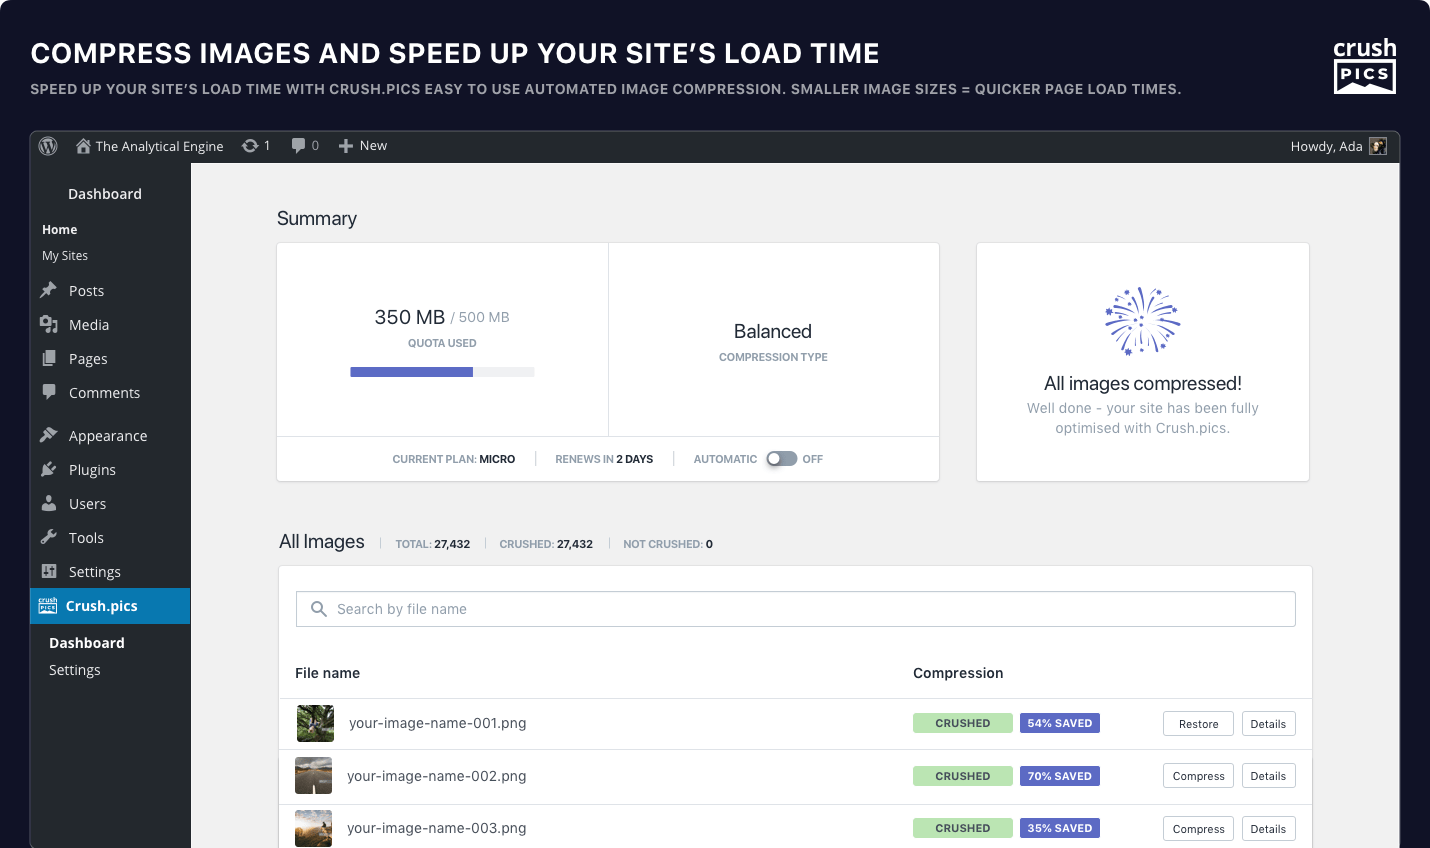 COMPRESS IMAGES AND SPEED UP YOUR SITE’S LOAD TIME
SPEED UP YOUR SITE’S LOAD TIME WITH CRUSH.PICS EASY TO USE AUTOMATED IMAGE COMPRESSION. SMALLER IMAGE SIZES = QUICKER PAGE LOAD TIMES.
crush
PICS
The Analytical Engine 1 0 New Howdy, Ada
Dashboard
Home
My Sites
Posts
Media
Pages
Comments
Appearance
Plugins
Users
Tools
Settings
crush PICS Crush.pics
Dashboard
Settings
Summary
350 MB / 500 MB
QUOTA USED
Balanced
COMPRESSION TYPE
CURRENT PLAN: MICRO RENEWS IN 2 DAYS AUTOMATIC OFF
All images compressed!
Well done - your site has been fully
optimised with Crush.pics.
All Images TOTAL: 27,432 CRUSHED: 27,432 NOT CRUSHED: 0
Search by file name
File name Compression
your-image-name-001.png CRUSHED 54% SAVED Restore Details
your-image-name-002.png CRUSHED 70% SAVED Compress Details
your-image-name-003.png CRUSHED 35% SAVED Compress Details